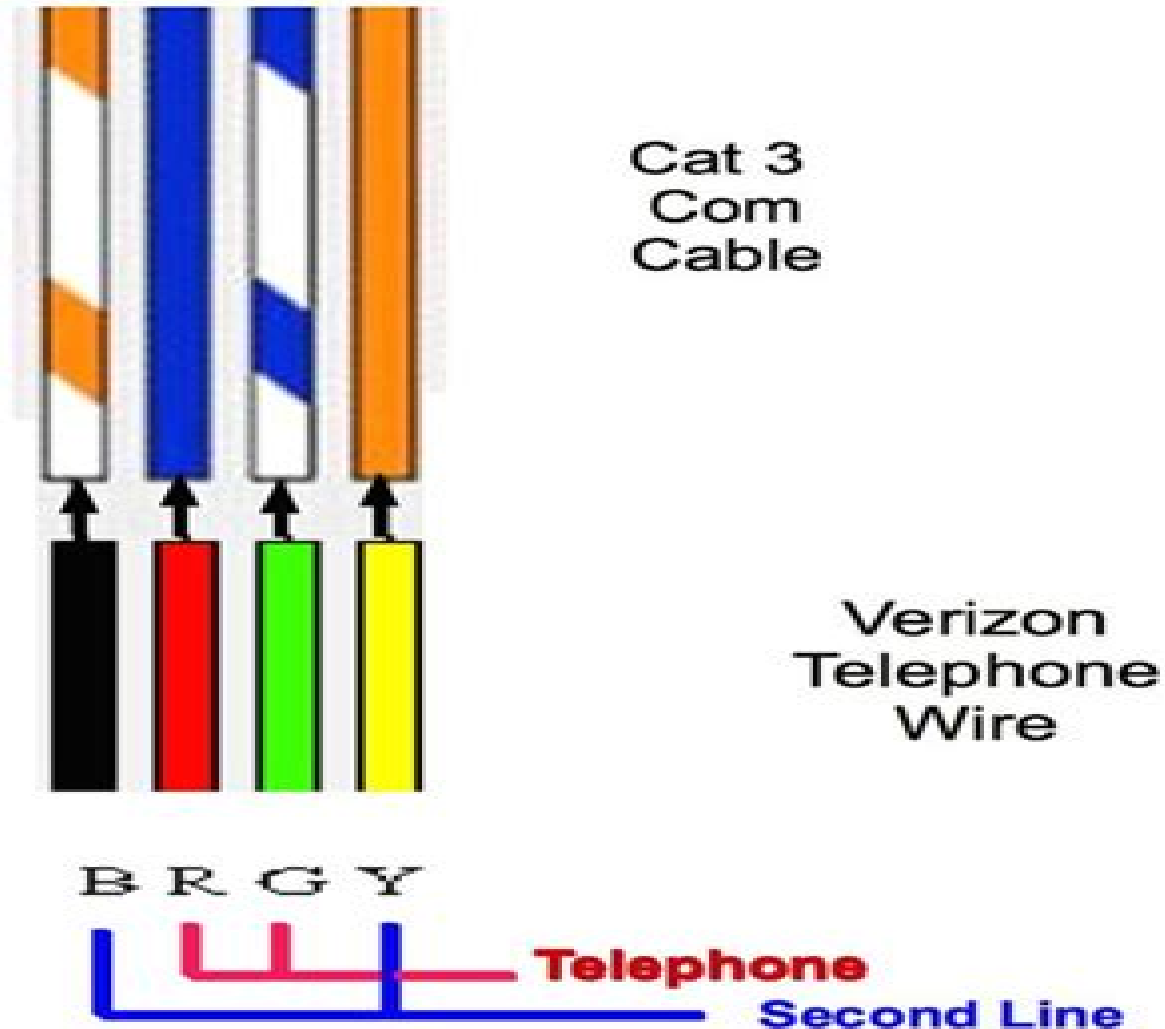 Cat 3
Com
Cable
Verizon
Telephone
Wire
B R G Y
Telephone
Second Line